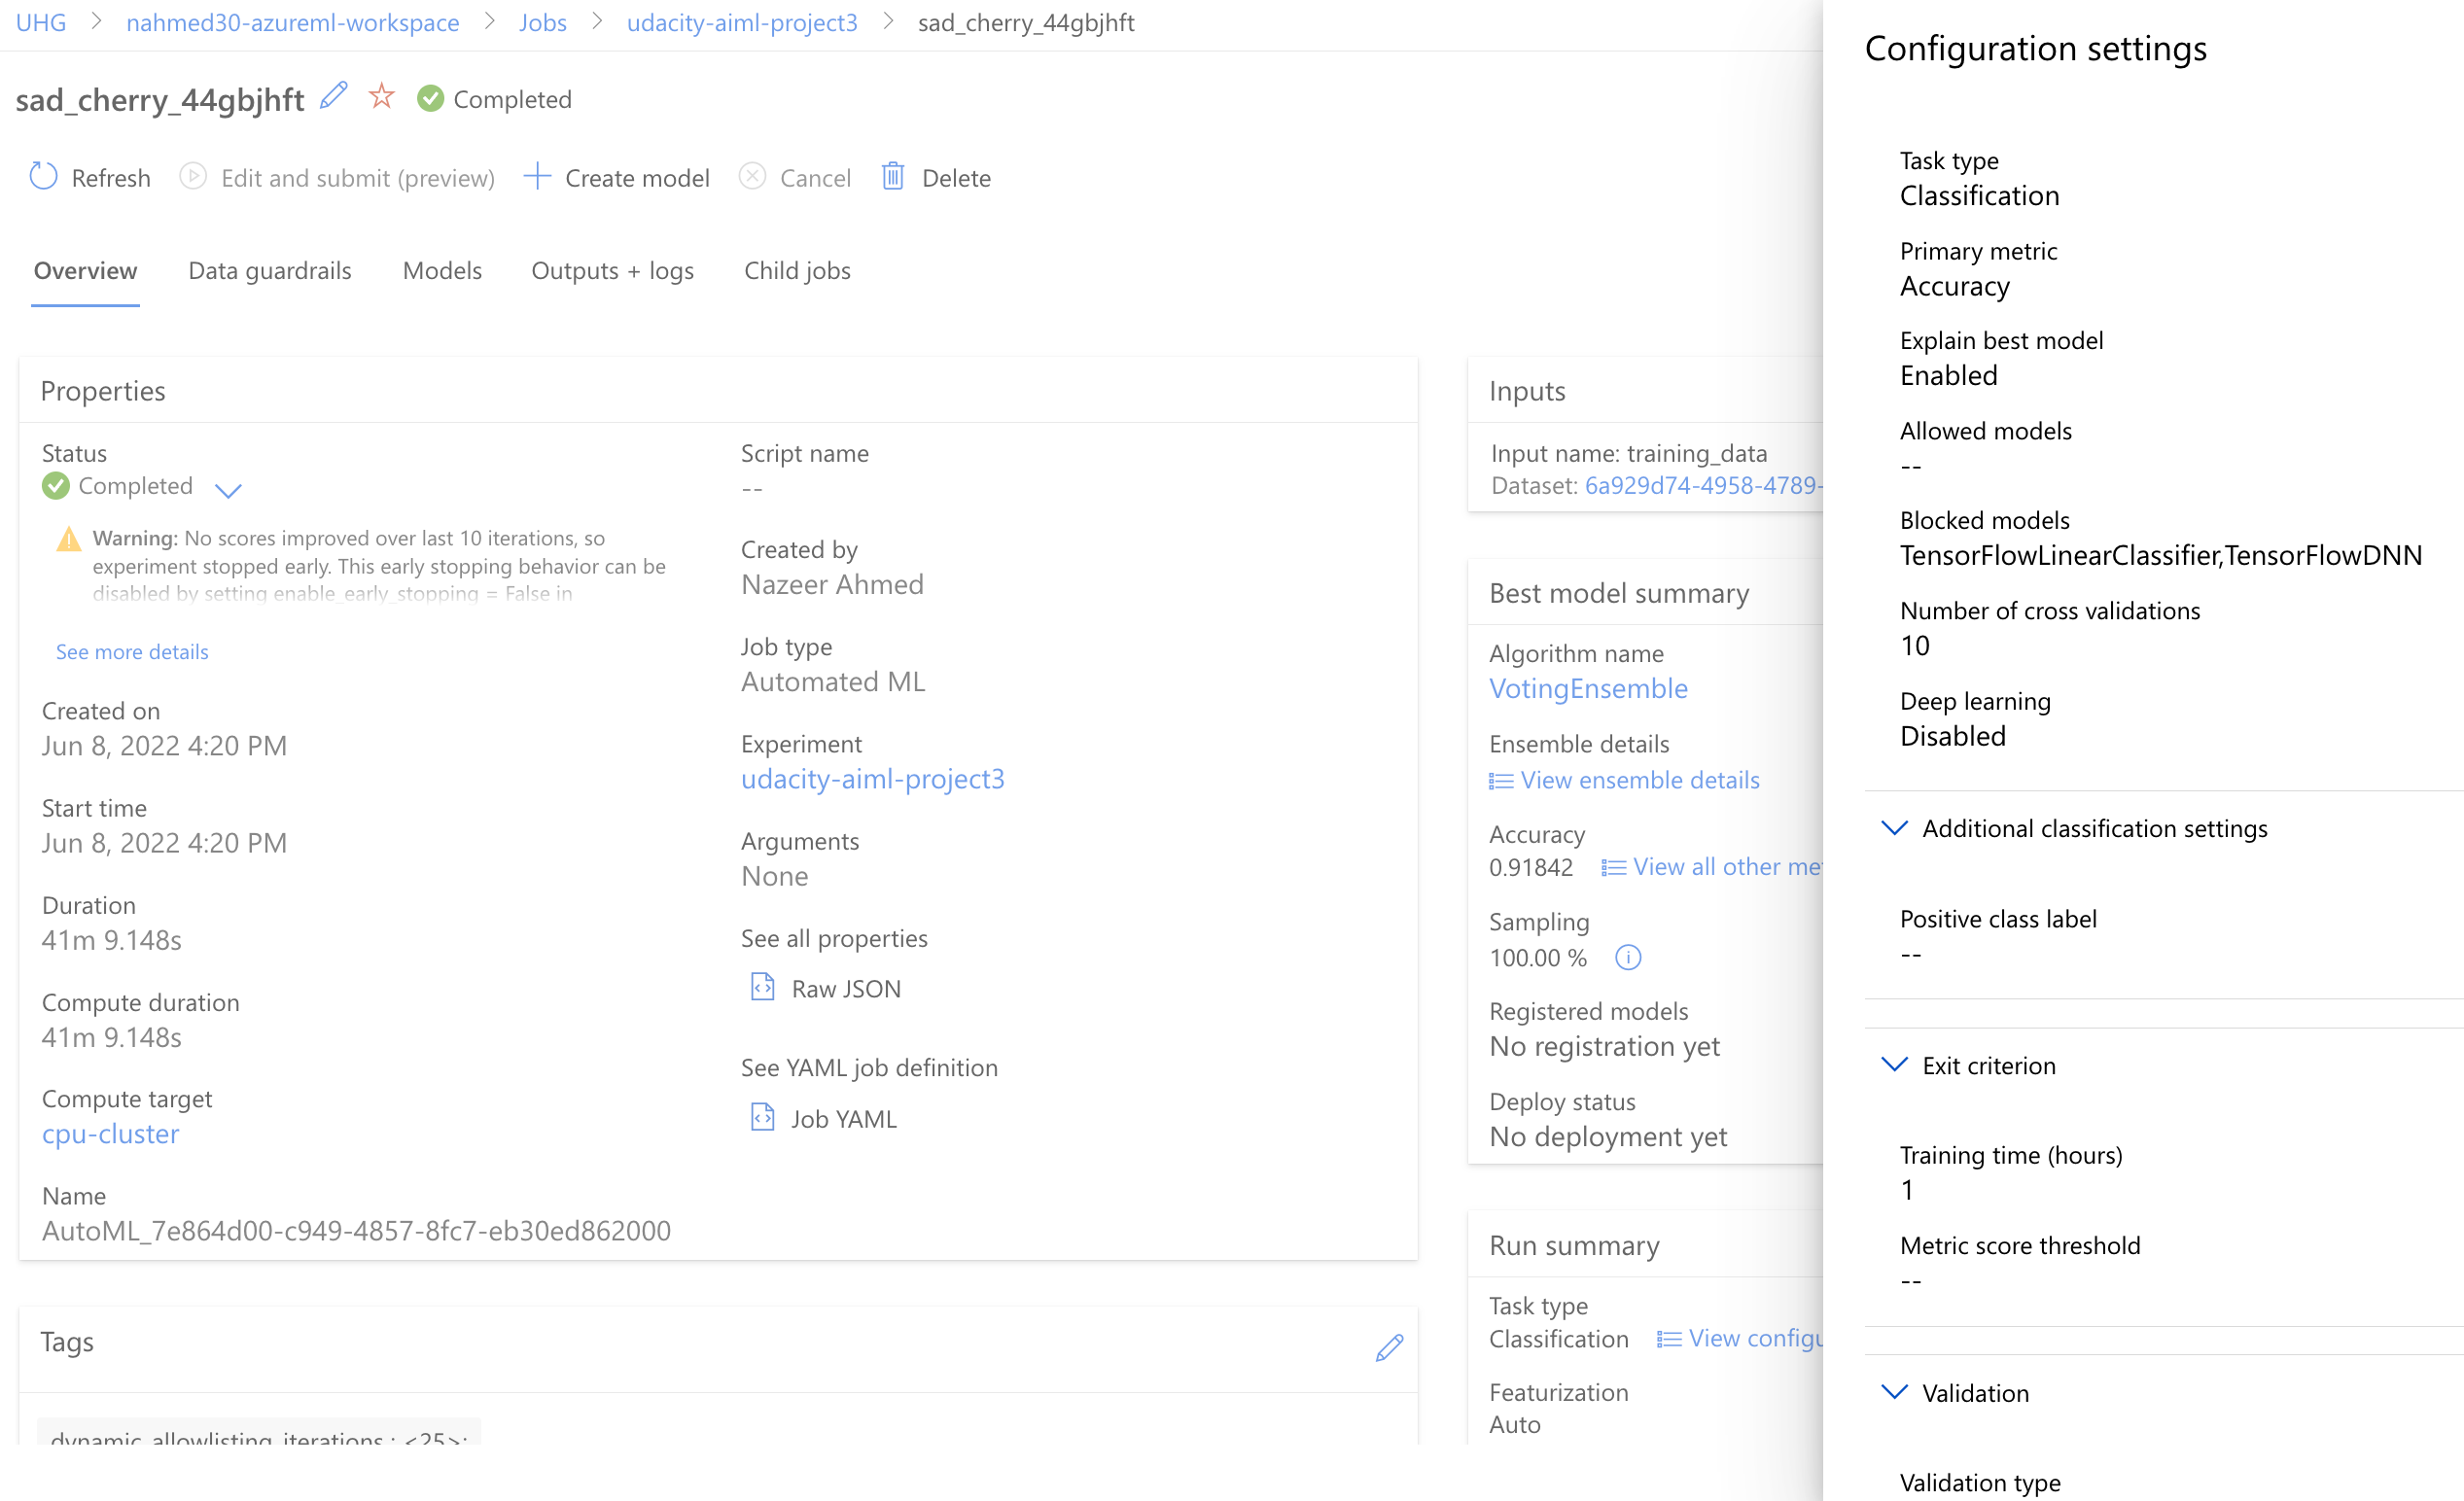 UHG > nahmed30-azureml-workspace > Jobs > udacity-aiml-project3 > sad_cherry_44gbjhft
sad_cherry_44gbjhft Completed
Refresh Edit and submit (preview) Create model Cancel Delete
Overview Data guardrails Models Outputs + logs Child jobs
Properties
Status
Completed
Warning: No scores improved over last 10 iterations, so
experiment stopped early. This early stopping behavior can be
disabled by setting enable_early_stopping = False in
See more details
Created on
Jun 8, 2022 4:20 PM
Start time
Jun 8, 2022 4:20 PM
Duration
41m 9.148s
Compute duration
41m 9.148s
Compute target
cpu-cluster
Name
AutoML_7e864d00-c949-4857-8fc7-eb30ed862000
Script name
--
Created by
Nazeer Ahmed
Job type
Automated ML
Experiment
udacity-aiml-project3
Arguments
None
See all properties
Raw JSON
See YAML job definition
Job YAML
Tags
dynamic_allowlisting_iterations : <25>;
Inputs
Input name: training_data
Dataset: 6a929d74-4958-4789-
Best model summary
Algorithm name
VotingEnsemble
Ensemble details
View ensemble details
Accuracy
0.91842 View all other me
Sampling
100.00 %
Registered models
No registration yet
Deploy status
No deployment yet
Run summary
Task type
Classification View configu
Featurization
Auto
Configuration settings
Task type
Classification
Primary metric
Accuracy
Explain best model
Enabled
Allowed models
--
Blocked models
TensorFlowLinearClassifier,TensorFlowDNN
Number of cross validations
10
Deep learning
Disabled
Additional classification settings
Positive class label
--
Exit criterion
Training time (hours)
1
Metric score threshold
--
Validation
Validation type